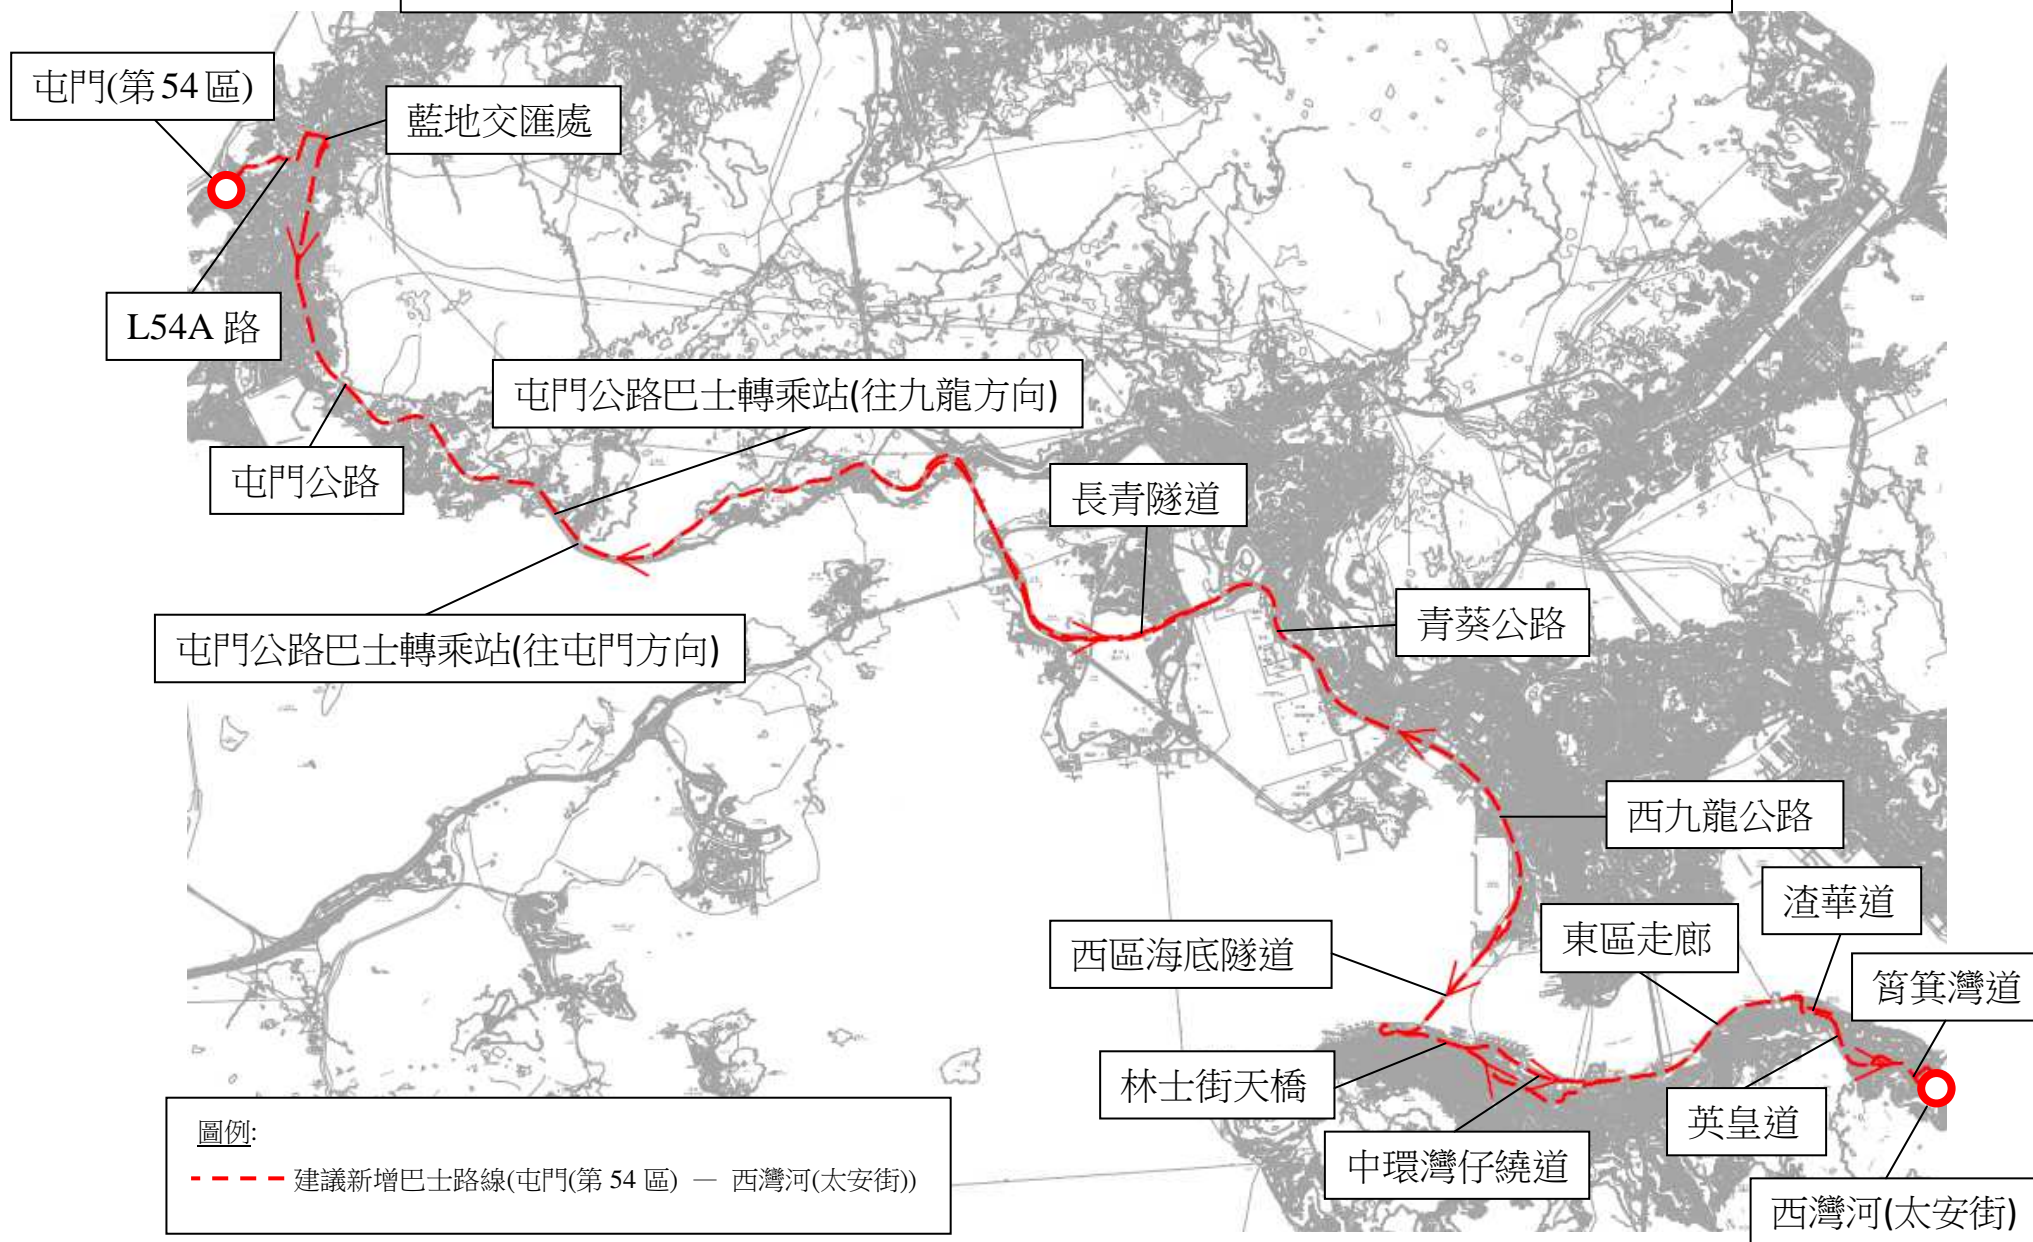 屯門(第54區)
藍地交匯處
L54A 路
屯門公路巴士轉乘站(往九龍方向)
屯門公路
長青隧道
屯門公路巴士轉乘站(往屯門方向)
青葵公路
西九龍公路
渣華道
東區走廊
西區海底隧道
筲箕灣道
林士街天橋
英皇道
中環灣仔繞道
西灣河(太安街)
圖例:
建議新增巴士路線(屯門(第 54 區) — 西灣河(太安街))